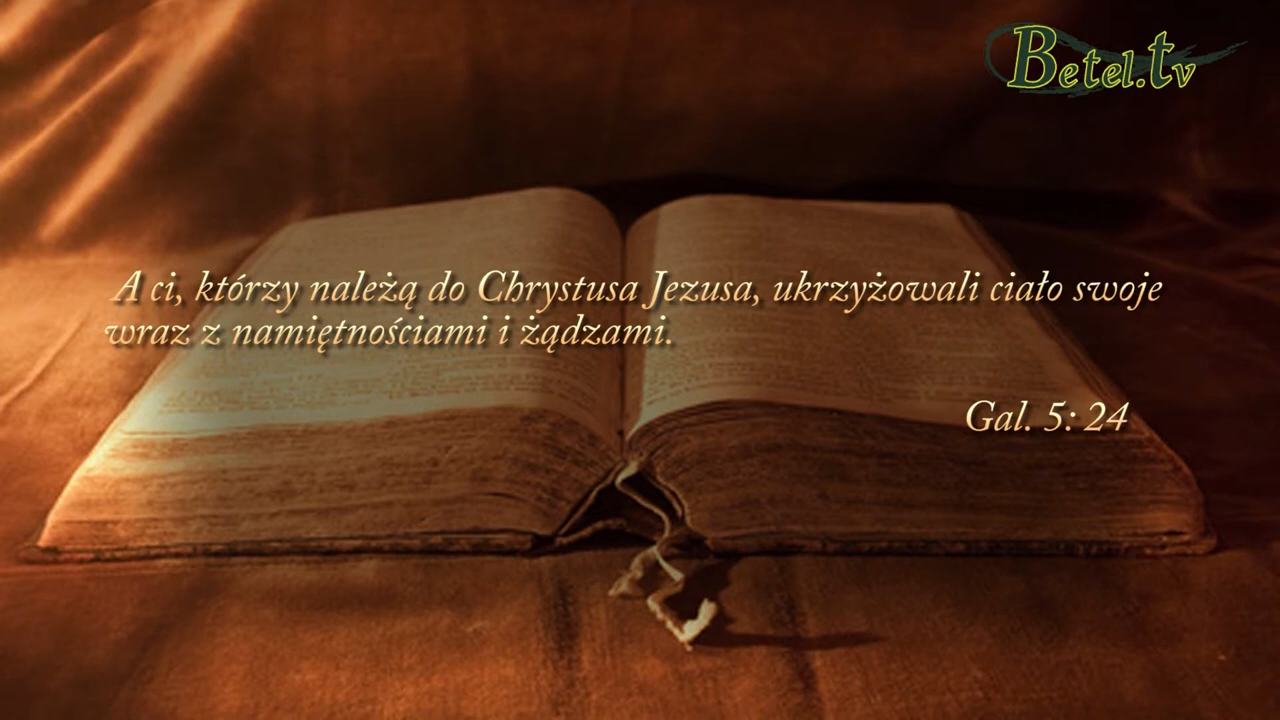 Betel.tv
A ci, którzy należą do Chrystusa Jezusa, ukrzyżowali ciało swoje
wraz z namiętnościami i żądzami.
Gal. 5: 24